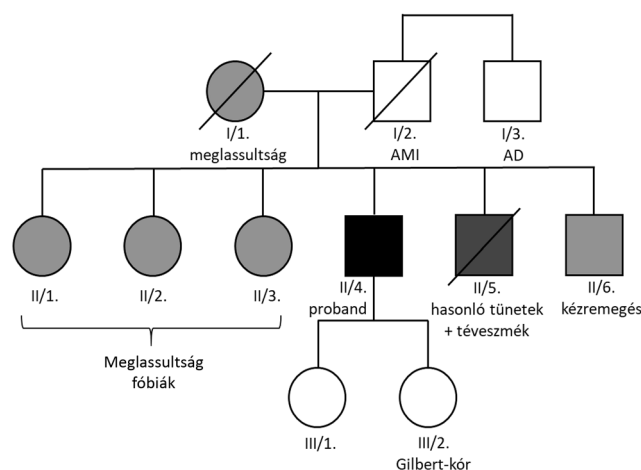 I/1.
meglassultság
I/2.
AMI
I/3.
AD
II/1.
II/2.
II/3.
Meglassultság
fóbiák
II/4.
proband
II/5.
hasonló tünetek
+ téveszmék
II/6.
kézremegés
III/1.
III/2.
Gilbert-kór